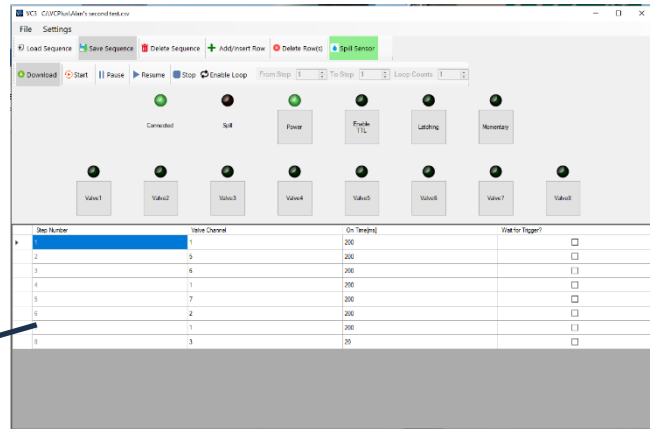 VC3 C:\VCPlus\Alan's second test.csv
File Settings
Load Sequence Save Sequence Delete Sequence Add/Insert Row Delete Row(s) Spill Sensor
Download Start Pause Resume Stop Enable Loop From Step 1 To Step 1 Loop Counts 1
Connected Spill Power Enable TTL Latching Momentary
Valve1 Valve2 Valve3 Valve4 Valve5 Valve6 Valve7 Valve8
Step Number Valve Channel On Time[ms] Wait for Trigger?
1 1 200
2 5 200
3 6 200
4 1 200
5 7 200
6 2 200
1 200
8 3 20